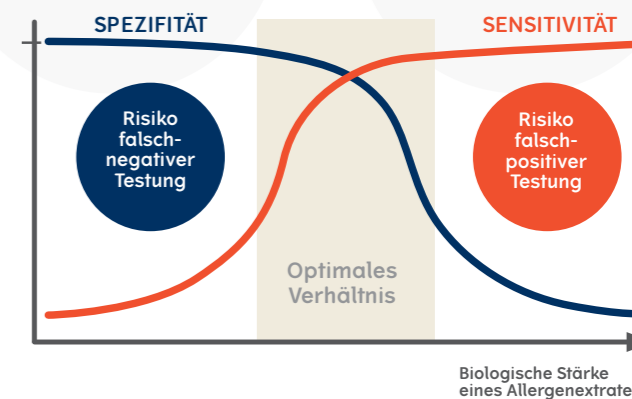 SPEZIFITÄT
SENSITIVITÄT
Risiko
falsch-
negativer
Testung
Risiko
falsch-
positiver
Testung
Optimales
Verhältnis
Biologische Stärke
eines Allergenextrate